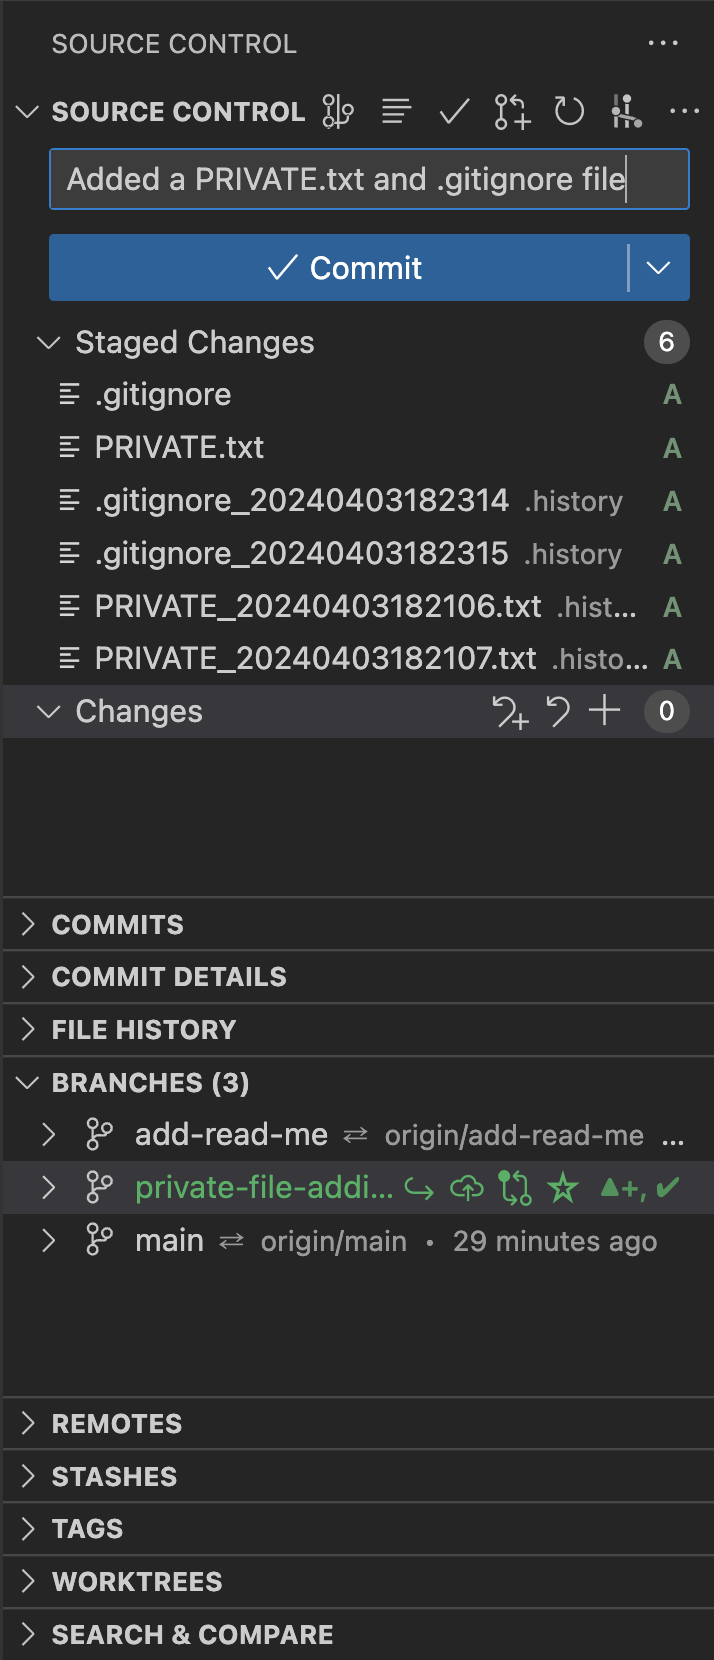 SOURCE CONTROL
SOURCE CONTROL
Added a PRIVATE.txt and .gitignore file
Commit
Staged Changes 6
.gitignore A
PRIVATE.txt A
.gitignore_20240403182314 .history A
.gitignore_20240403182315 .history A
PRIVATE_20240403182106.txt .hist... A
PRIVATE_20240403182107.txt .histo... A
Changes 0
COMMITS
COMMIT DETAILS
FILE HISTORY
BRANCHES (3)
add-read-me ⇄ origin/add-read-me ...
private-file-addi... ▲+, ✔
main ⇄ origin/main • 29 minutes ago
REMOTES
STASHES
TAGS
WORKTREES
SEARCH & COMPARE